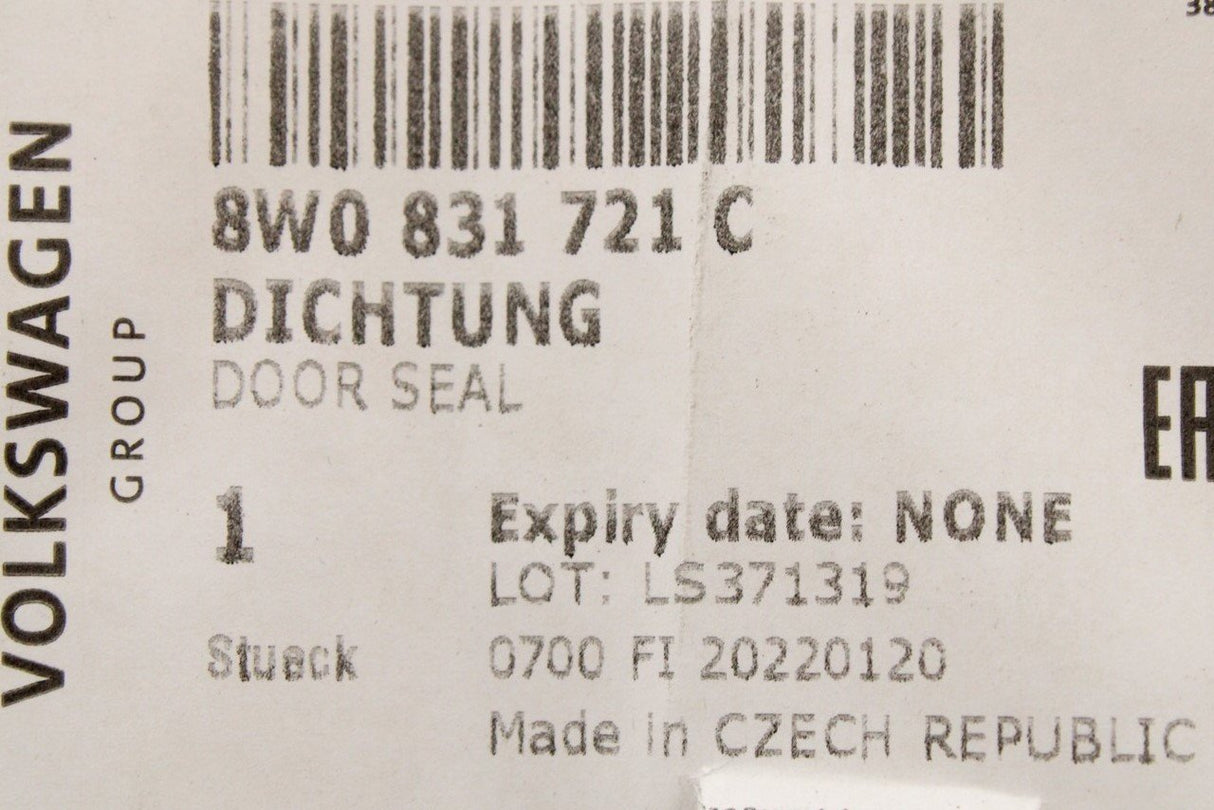 38
VOLKSWAGEN
GROUP
8W0 831 721 C
DICHTUNG
DOOR SEAL
1
Expiry date: NONE
LOT: LS371319
Stueck
0700 FI 20220120
Made in CZECH REPUBLIC